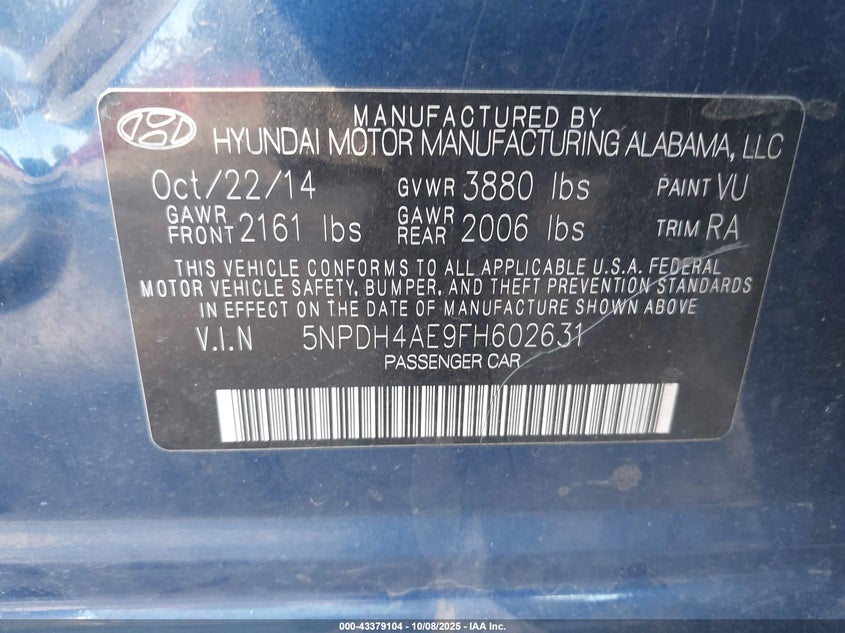 MANUFACTURED BY
HYUNDAI MOTOR MANUFACTURING ALABAMA, LLC
Oct/22/14 GVWR 3880 lbs PAINT VU
GAWR FRONT 2161 lbs GAWR REAR 2006 lbs TRIM RA
THIS VEHICLE CONFORMS TO ALL APPLICABLE U.S.A. FEDERAL
MOTOR VEHICLE SAFETY, BUMPER, AND THEFT PREVENTION STANDARDS
IN EFFECT ON THE DATE OF MANUFACTURE SHOWN ABOVE
V.I.N 5NPDH4AE9FH602631
PASSENGER CAR
000-43379104 - 10/08/2025 - IAA Inc.